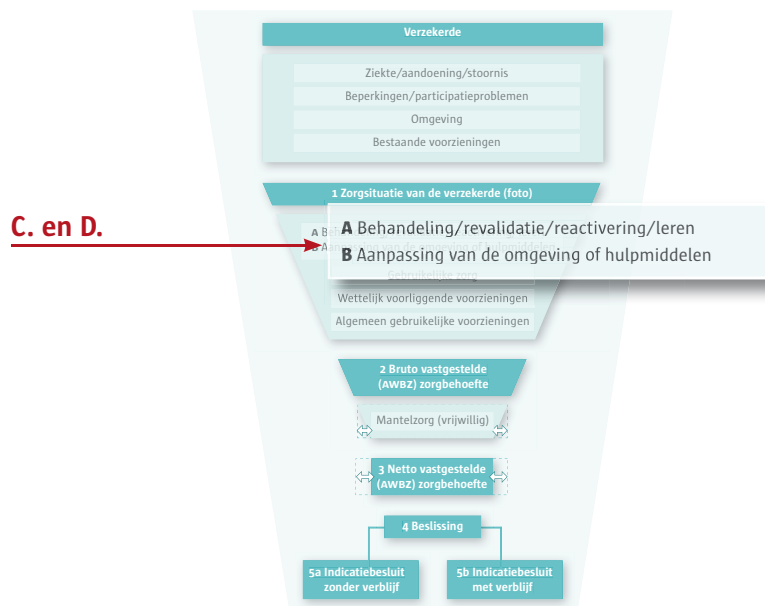 Verzekerde
Ziekte/aandoening/stoornis
Beperkingen/participatieproblemen
Omgeving
Bestaande voorzieningen
1 Zorgsituatie van de verzekerde (foto)
C. en D.
A Behandeling/revalidatie/reactivering/leren
B Aanpassing van de omgeving of hulpmiddelen
Gebruikelijke zorg
Wettelijk voorliggende voorzieningen
Algemeen gebruikelijke voorzieningen
2 Bruto vastgestelde
(AWBZ) zorgbehoefte
Mantelzorg (vrijwillig)
3 Netto vastgestelde
(AWBZ) zorgbehoefte
4 Beslissing
5a Indicatiebesluit
zonder verblijf
5b Indicatiebesluit
met verblijf